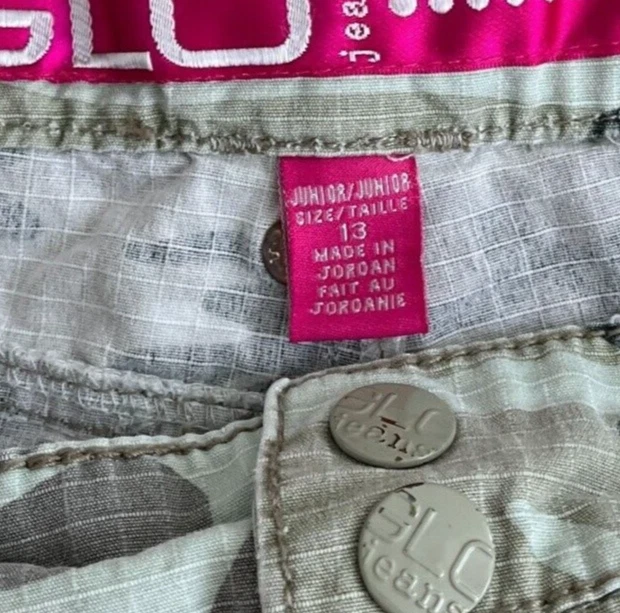 GLO
jeans
JUNIOR/JUNIOR
SIZE/TAILLE
13
MADE IN
JORDAN
FAIT AU
JORDANIE
GLO
jeans
GLO
jeans